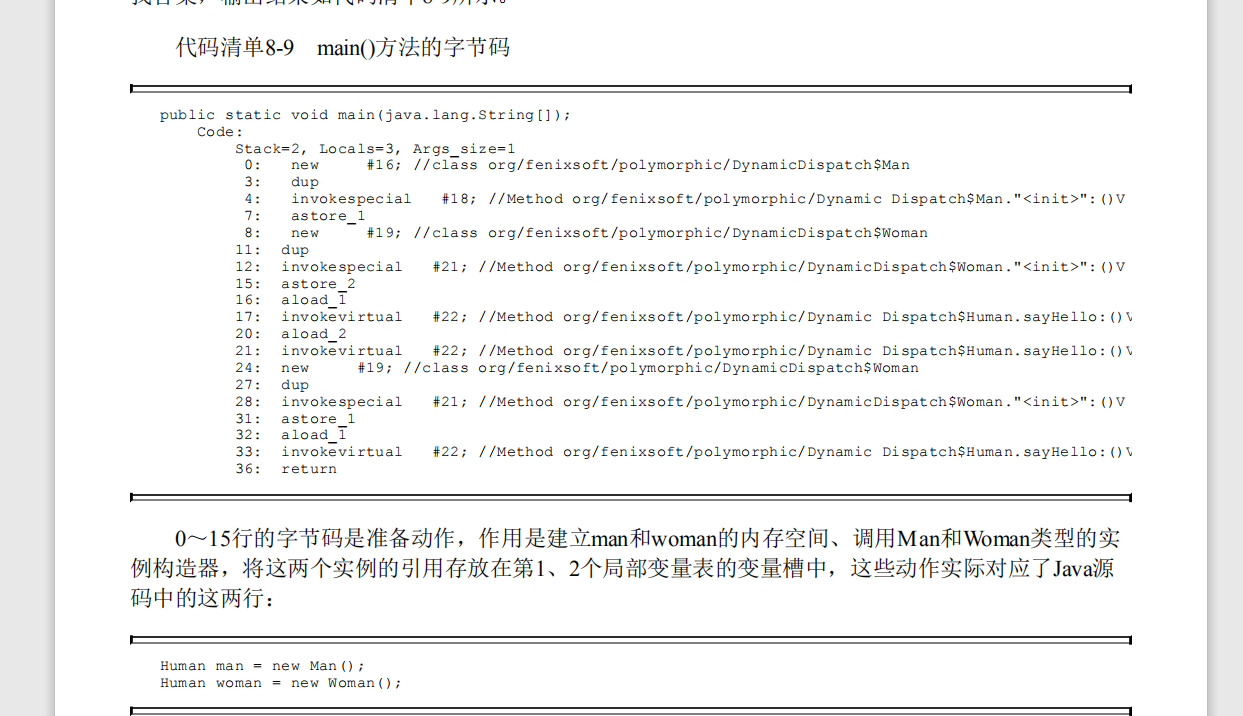 代码清单8-9 main()方法的字节码
public static void main(java.lang.String[]);
Code:
Stack=2, Locals=3, Args_size=1
0: new #16; //class org/fenixsoft/polymorphic/DynamicDispatch$Man
3: dup
4: invokespecial #18; //Method org/fenixsoft/polymorphic/Dynamic Dispatch$Man."<init>":()V
7: astore_1
8: new #19; //class org/fenixsoft/polymorphic/DynamicDispatch$Woman
11: dup
12: invokespecial #21; //Method org/fenixsoft/polymorphic/DynamicDispatch$Woman."<init>":()V
15: astore_2
16: aload_1
17: invokevirtual #22; //Method org/fenixsoft/polymorphic/Dynamic Dispatch$Human.sayHello:()V
20: aload_2
21: invokevirtual #22; //Method org/fenixsoft/polymorphic/Dynamic Dispatch$Human.sayHello:()V
24: new #19; //class org/fenixsoft/polymorphic/DynamicDispatch$Woman
27: dup
28: invokespecial #21; //Method org/fenixsoft/polymorphic/DynamicDispatch$Woman."<init>":()V
31: astore_1
32: aload_1
33: invokevirtual #22; //Method org/fenixsoft/polymorphic/Dynamic Dispatch$Human.sayHello:()V
36: return
0～15行的字节码是准备动作，作用是建立man和woman的内存空间、调用Man和Woman类型的实
例构造器，将这两个实例的引用存放在第1、2个局部变量表的变量槽中，这些动作实际对应了Java源
码中的这两行：
Human man = new Man();
Human woman = new Woman();